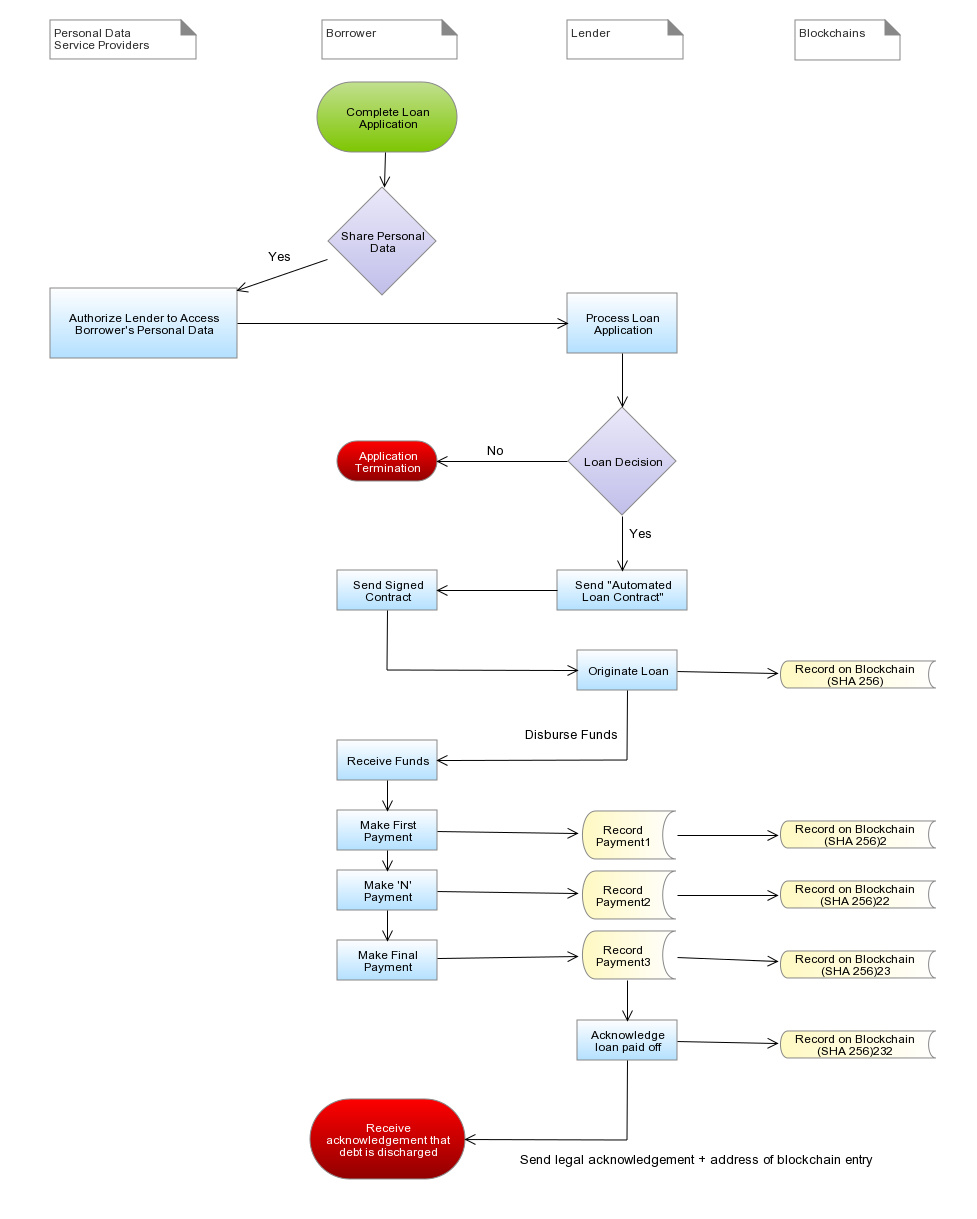 Personal Data
Service Providers
Borrower
Lender
Blockchains
Complete Loan
Application
Share Personal
Data
Yes
Authorize Lender to Access
Borrower's Personal Data
Process Loan
Application
Loan Decision
No
Application
Termination
Yes
Send "Automated
Loan Contract"
Send Signed
Contract
Originate Loan
Record on Blockchain
(SHA 256)
Disburse Funds
Receive Funds
Make First
Payment
Record
Payment1
Record on Blockchain
(SHA 256)2
Make 'N'
Payment
Record
Payment2
Record on Blockchain
(SHA 256)22
Make Final
Payment
Record
Payment3
Record on Blockchain
(SHA 256)23
Acknowledge
loan paid off
Record on Blockchain
(SHA 256)232
Receive
acknowledgement that
debt is discharged
Send legal acknowledgement + address of blockchain entry